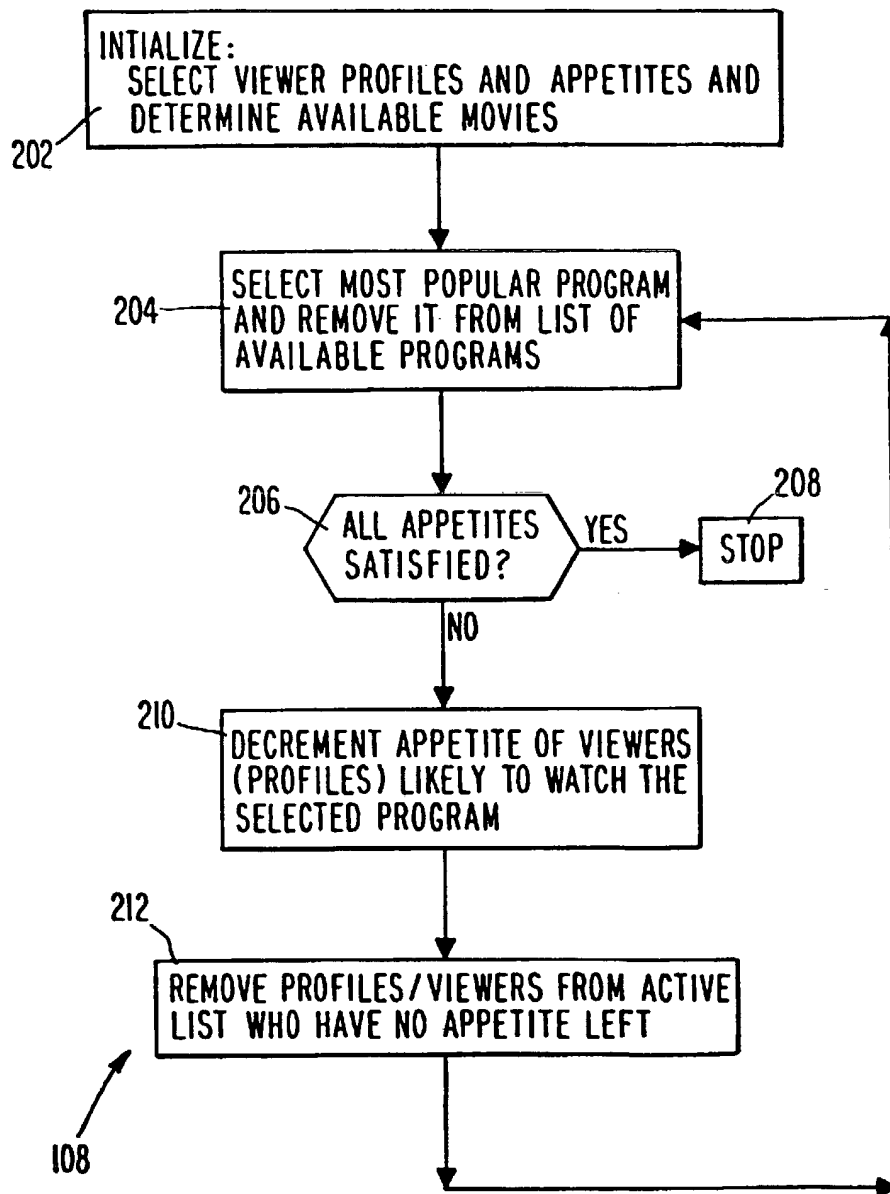 INTIALIZE:
SELECT VIEWER PROFILES AND APPETITES AND
DETERMINE AVAILABLE MOVIES
202
SELECT MOST POPULAR PROGRAM
AND REMOVE IT FROM LIST OF
AVAILABLE PROGRAMS
204
206
ALL APPETITES
SATISFIED?
YES
208
STOP
NO
210
DECREMENT APPETITE OF VIEWERS
(PROFILES) LIKELY TO WATCH THE
SELECTED PROGRAM
212
REMOVE PROFILES/VIEWERS FROM ACTIVE
LIST WHO HAVE NO APPETITE LEFT
108